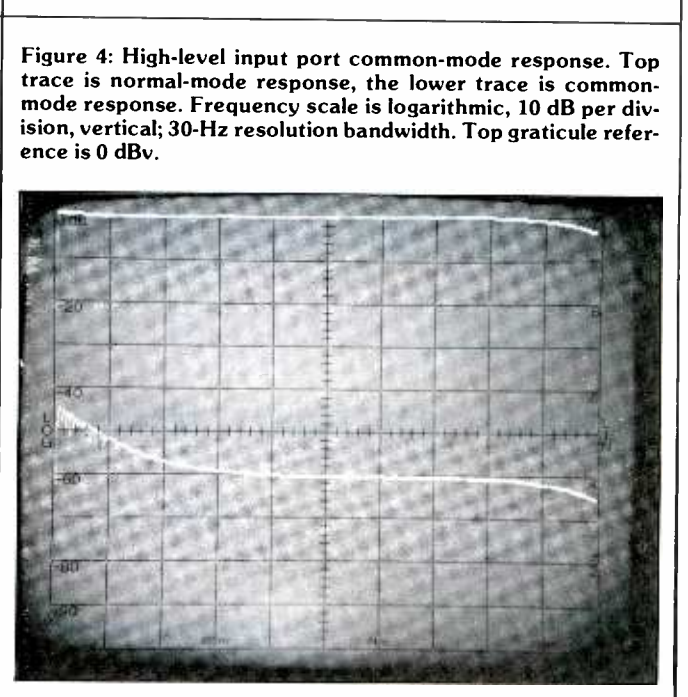 Figure 4: High-level input port common-mode response. Top
trace is normal-mode response, the lower trace is common-
mode response. Frequency scale is logarithmic, 10 dB per div-
ision, vertical; 30-Hz resolution bandwidth. Top graticule refer-
ence is 0 dBv.
-20
-40
LOG
-60
-80